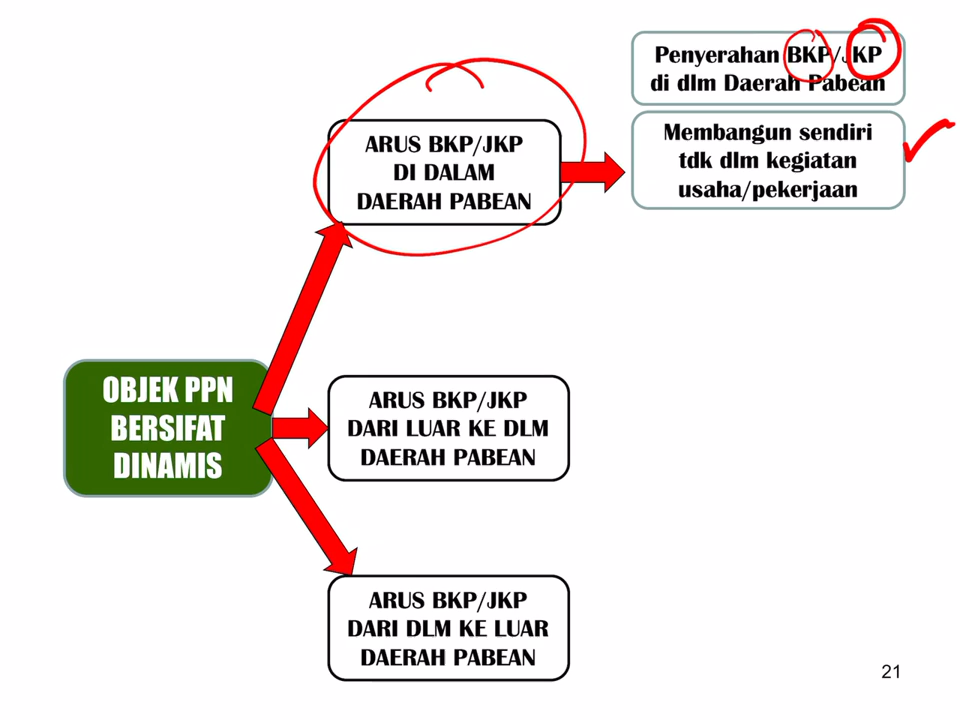 Penyerahan BKP/JKP
di dlm Daerah Pabean
Membangun sendiri
tdk dlm kegiatan
usaha/pekerjaan
ARUS BKP/JKP
DI DALAM
DAERAH PABEAN
OBJEK PPN
BERSIFAT
DINAMIS
ARUS BKP/JKP
DARI LUAR KE DLM
DAERAH PABEAN
ARUS BKP/JKP
DARI DLM KE LUAR
DAERAH PABEAN
21